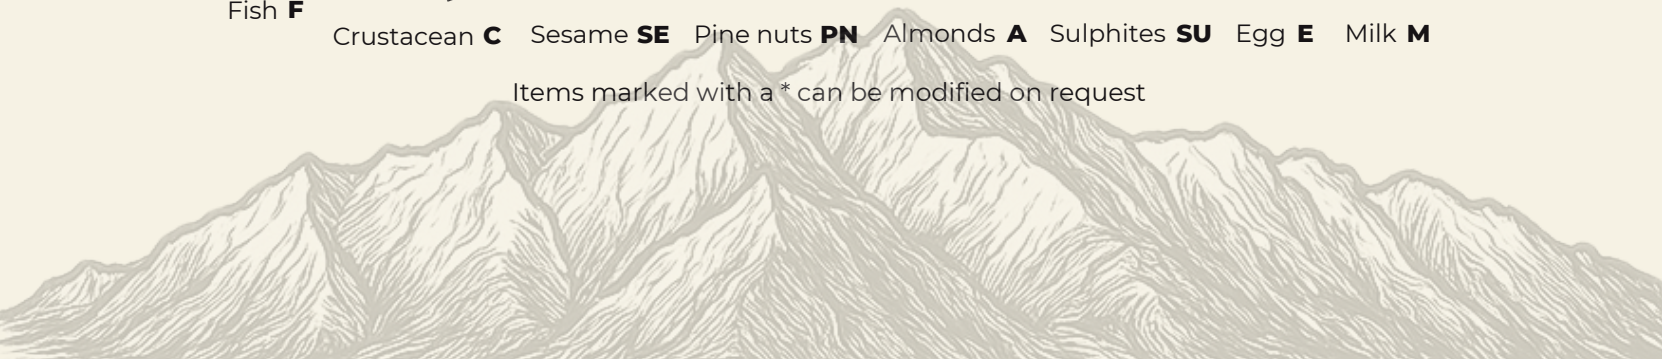 Fish F
Crustacean C Sesame SE Pine nuts PN Almonds A Sulphites SU Egg E Milk M
Items marked with a * can be modified on request